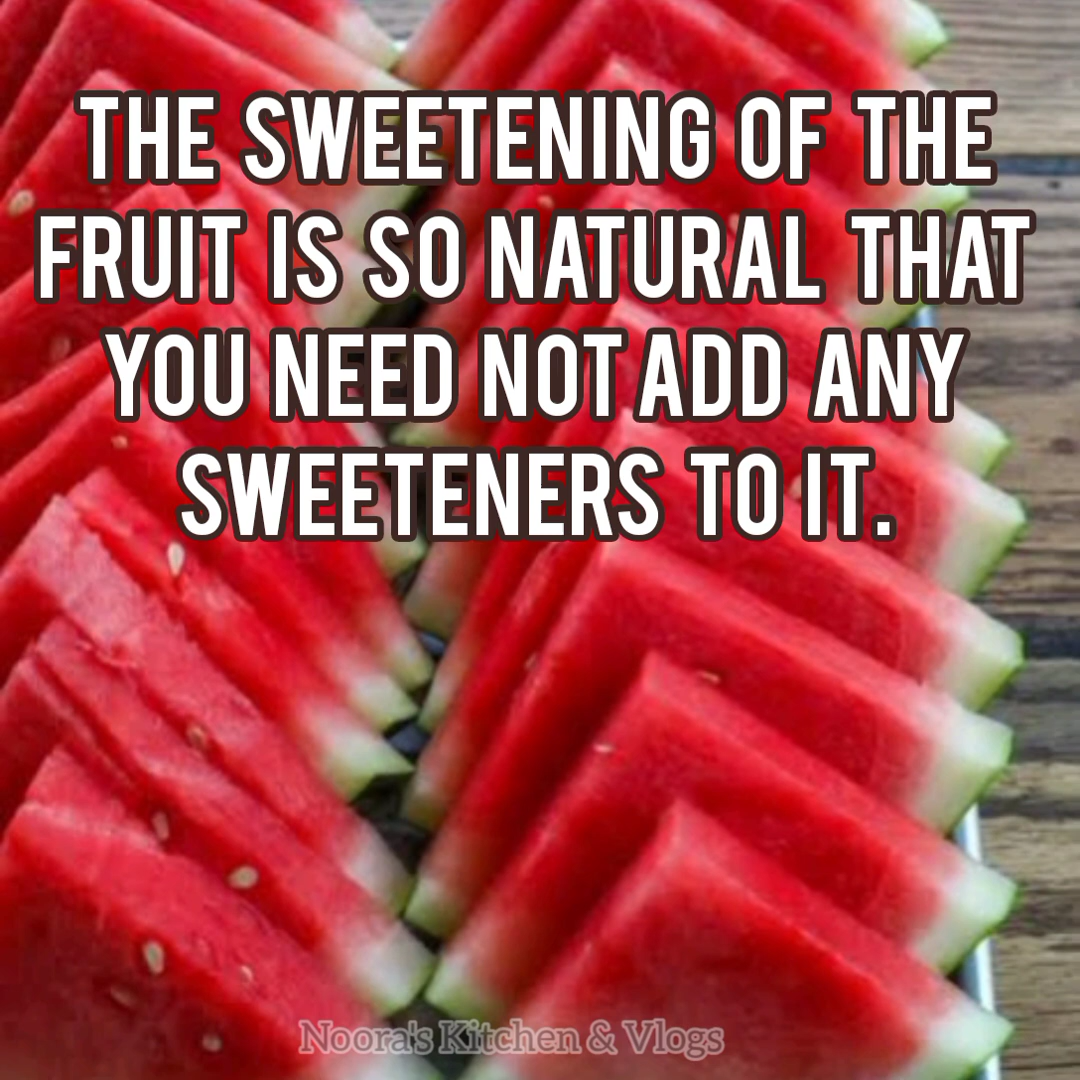 THE SWEETENING OF THE
FRUIT IS SO NATURAL THAT
YOU NEED NOT ADD ANY
SWEETENERS TO IT.
Noora's Kitchen & Vlogs